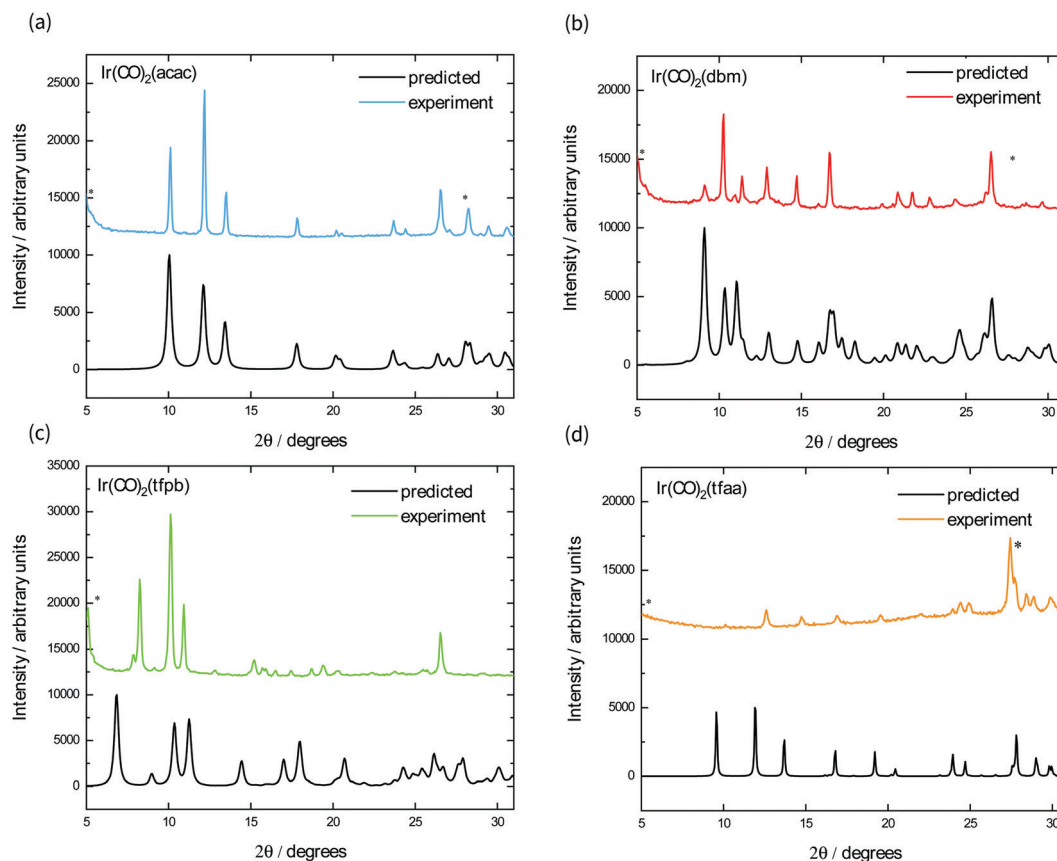 (a)
Ir(CO)₂(acac)
predicted
experiment
*
*
Intensity / arbitrary units
25000
20000
15000
10000
5000
0
5
10
15
20
25
30
2θ / degrees
(b)
Ir(CO)₂(dbm)
predicted
experiment
*
*
Intensity / arbitrary units
20000
15000
10000
5000
0
5
10
15
20
25
30
2θ / degrees
(c)
Ir(CO)₂(tfpb)
predicted
experiment
*
Intensity / arbitrary units
35000
30000
25000
20000
15000
10000
5000
0
5
10
15
20
25
30
2θ / degrees
(d)
Ir(CO)₂(tfaa)
predicted
experiment
*
*
Intensity / arbitrary units
20000
15000
10000
5000
0
5
10
15
20
25
30
2θ / degrees